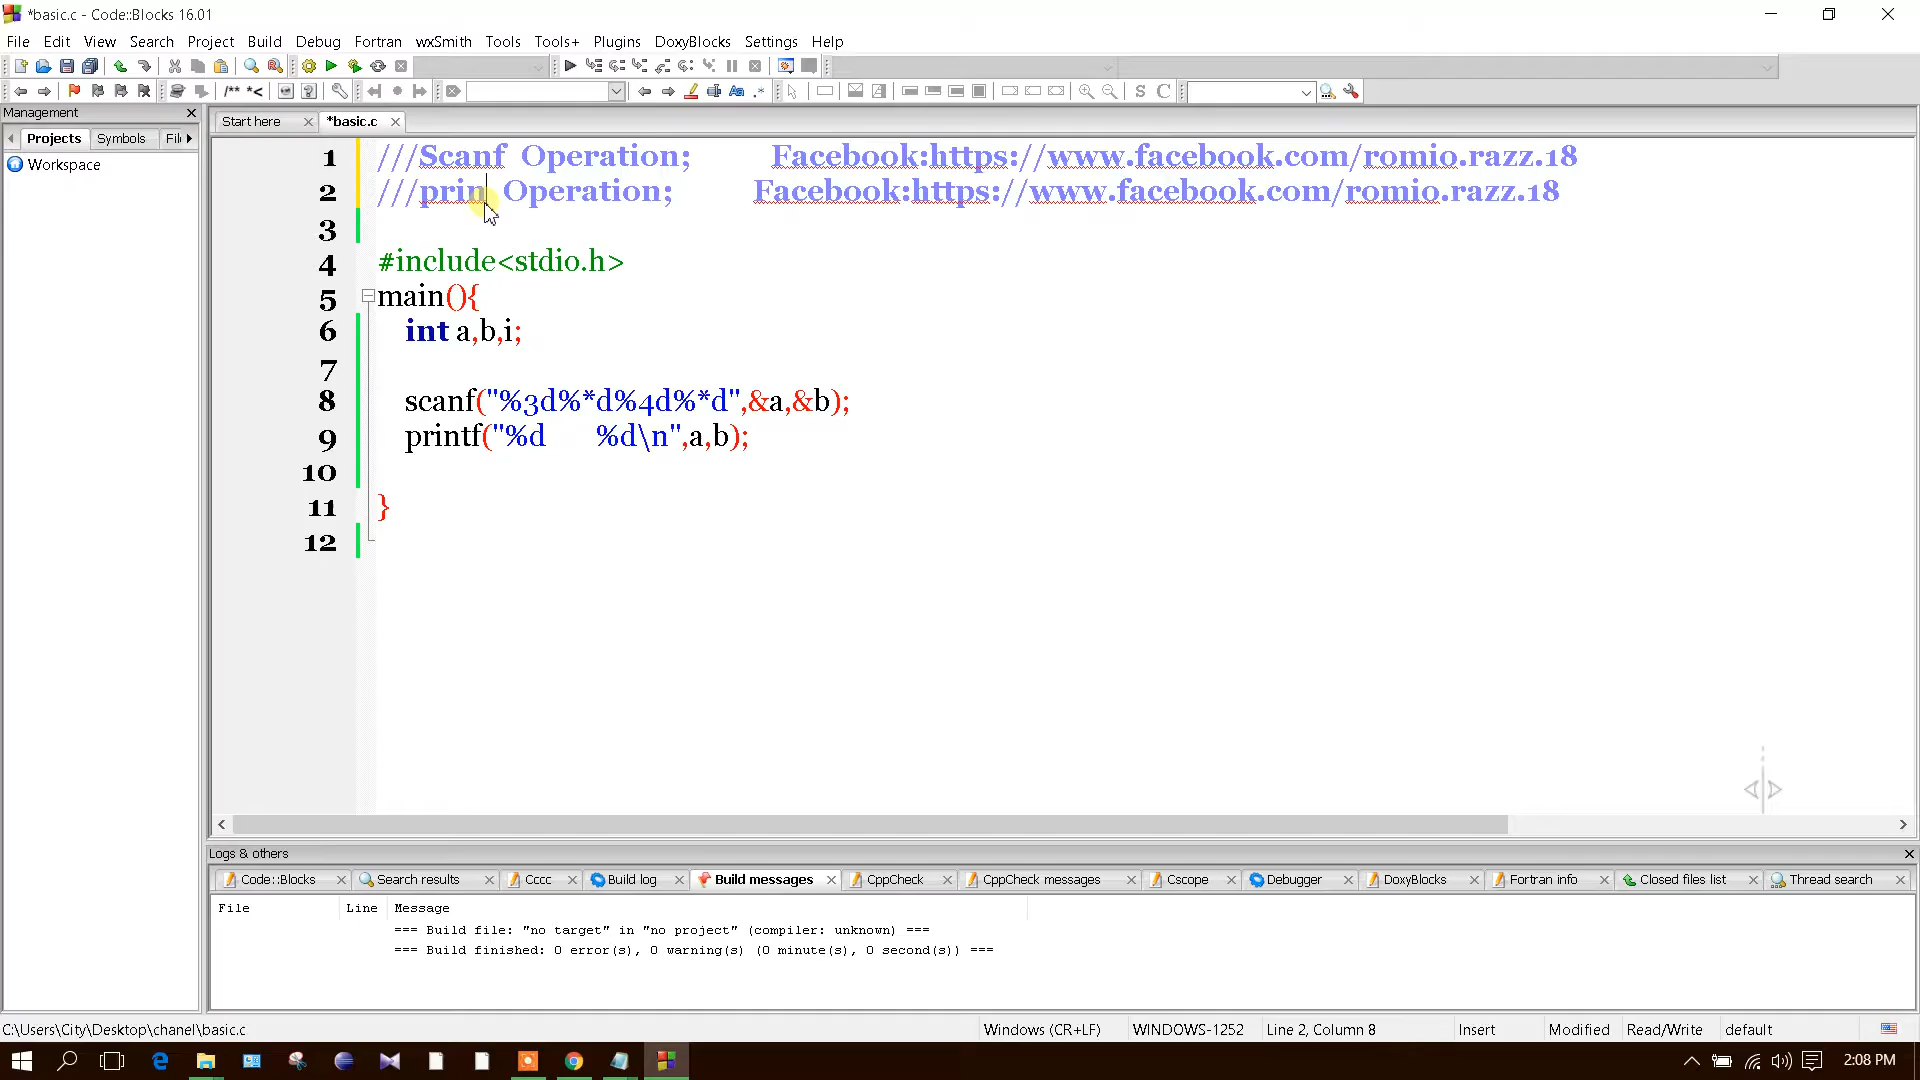 *basic.c - Code::Blocks 16.01
File Edit View Search Project Build Debug Fortran wxSmith Tools Tools+ Plugins DoxyBlocks Settings Help
/** *<
Aa .*
S C
Management
Start here *basic.c
Projects Symbols Fil
Workspace
1 ///Scanf Operation; Facebook:https://www.facebook.com/romio.razz.18
2 ///prin Operation; Facebook:https://www.facebook.com/romio.razz.18
3
4 #include<stdio.h>
5 main(){
6 int a,b,i;
7
8 scanf("%3d%*d%4d%*d",&a,&b);
9 printf("%d %d\n",a,b);
10
11 }
12
Logs & others
Code::Blocks Search results Cccc Build log Build messages CppCheck CppCheck messages Cscope Debugger DoxyBlocks Fortran info Closed files list Thread search
File Line Message
=== Build file: "no target" in "no project" (compiler: unknown) ===
=== Build finished: 0 error(s), 0 warning(s) (0 minute(s), 0 second(s)) ===
C:\Users\City\Desktop\chanel\basic.c Windows (CR+LF) WINDOWS-1252 Line 2, Column 8 Insert Modified Read/Write default
2:08 PM